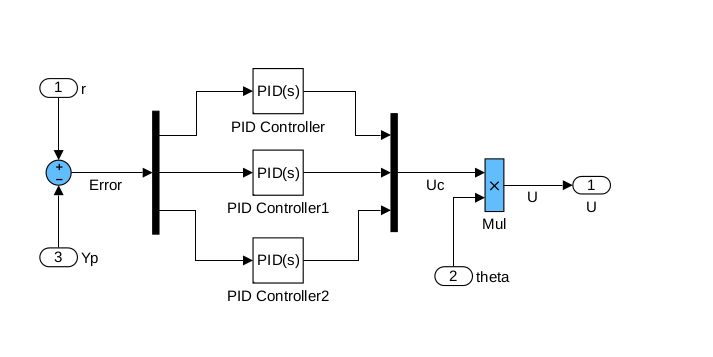 1
r
+
−
Error
3
Yp
PID(s)
PID Controller
PID(s)
PID Controller1
PID(s)
PID Controller2
Uc
×
Mul
2
theta
U
1
U